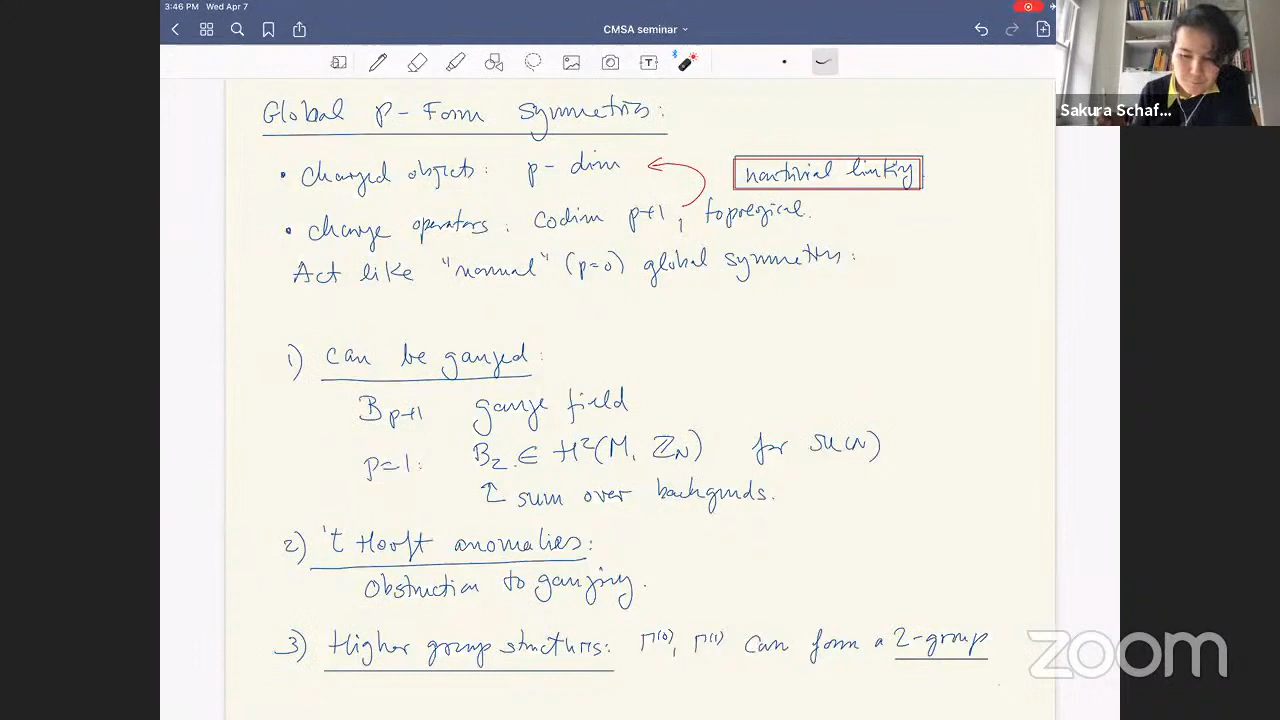 3:46 PM Wed Apr 7
CMSA seminar
Sakura Schaf...
Global p-Form symmetries:
• Charged objects: p-dim
nontrivial linking
• charge operators: codim p+1, topological.
Act like "normal" (p=0) global symmetries:
1) can be gauged:
B_{p+1} gauge field
p=1: B_2 ∈ H^2(M, ℤ_N) for SU(N)
↑ sum over backgrounds.
2) 't Hooft anomalies:
Obstruction to gauging.
3) Higher group structures: Γ^{(0)}, Γ^{(1)} can form a 2-group
zoom